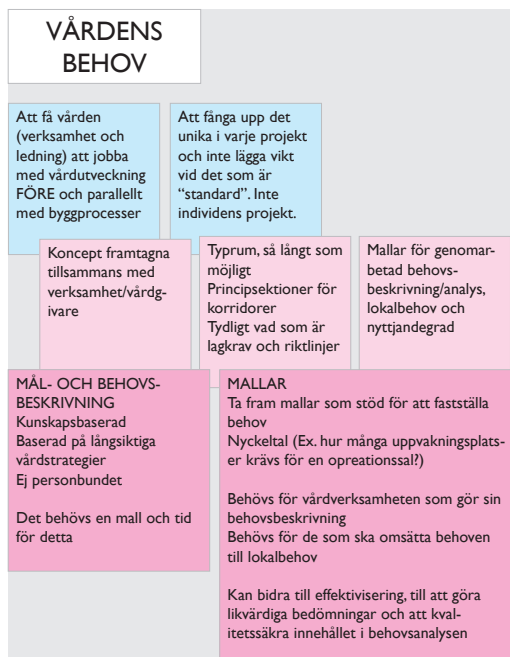 VÅRDENS
BEHOV
Att få vården
(verksamhet och
ledning) att jobba
med vårdutveckning
FÖRE och parallellt
med byggprocesser
Att fånga upp det
unika i varje projekt
och inte lägga vikt
vid det som är
“standard”. Inte
individens projekt.
Koncept framtagna
tillsammans med
verksamhet/vårdg-
ivare
Typrum, så långt som
möjligt
Principsektioner för
korridorer
Tydligt vad som är
lagkrav och riktlinjer
Mallar för genomar-
betad behovs-
beskrivning/analys,
lokalbehov och
nyttjandegrad
MÅL- OCH BEHOVS-
BESKRIVNING
Kunskapsbaserad
Baserad på långsiktiga
vårdstrategier
Ej personbundet
Det behövs en mall och tid
för detta
MALLAR
Ta fram mallar som stöd för att fastställa
behov
Nyckeltal (Ex. hur många uppvakningsplats-
er krävs för en opreationssal?)
Behövs för vårdverksamheten som gör sin
behovsbeskrivning
Behövs för de som ska omsätta behoven
till lokalbehov
Kan bidra till effektivisering, till att göra
likvärdiga bedömningar och att kval-
itetssäkra innehållet i behovsanalysen